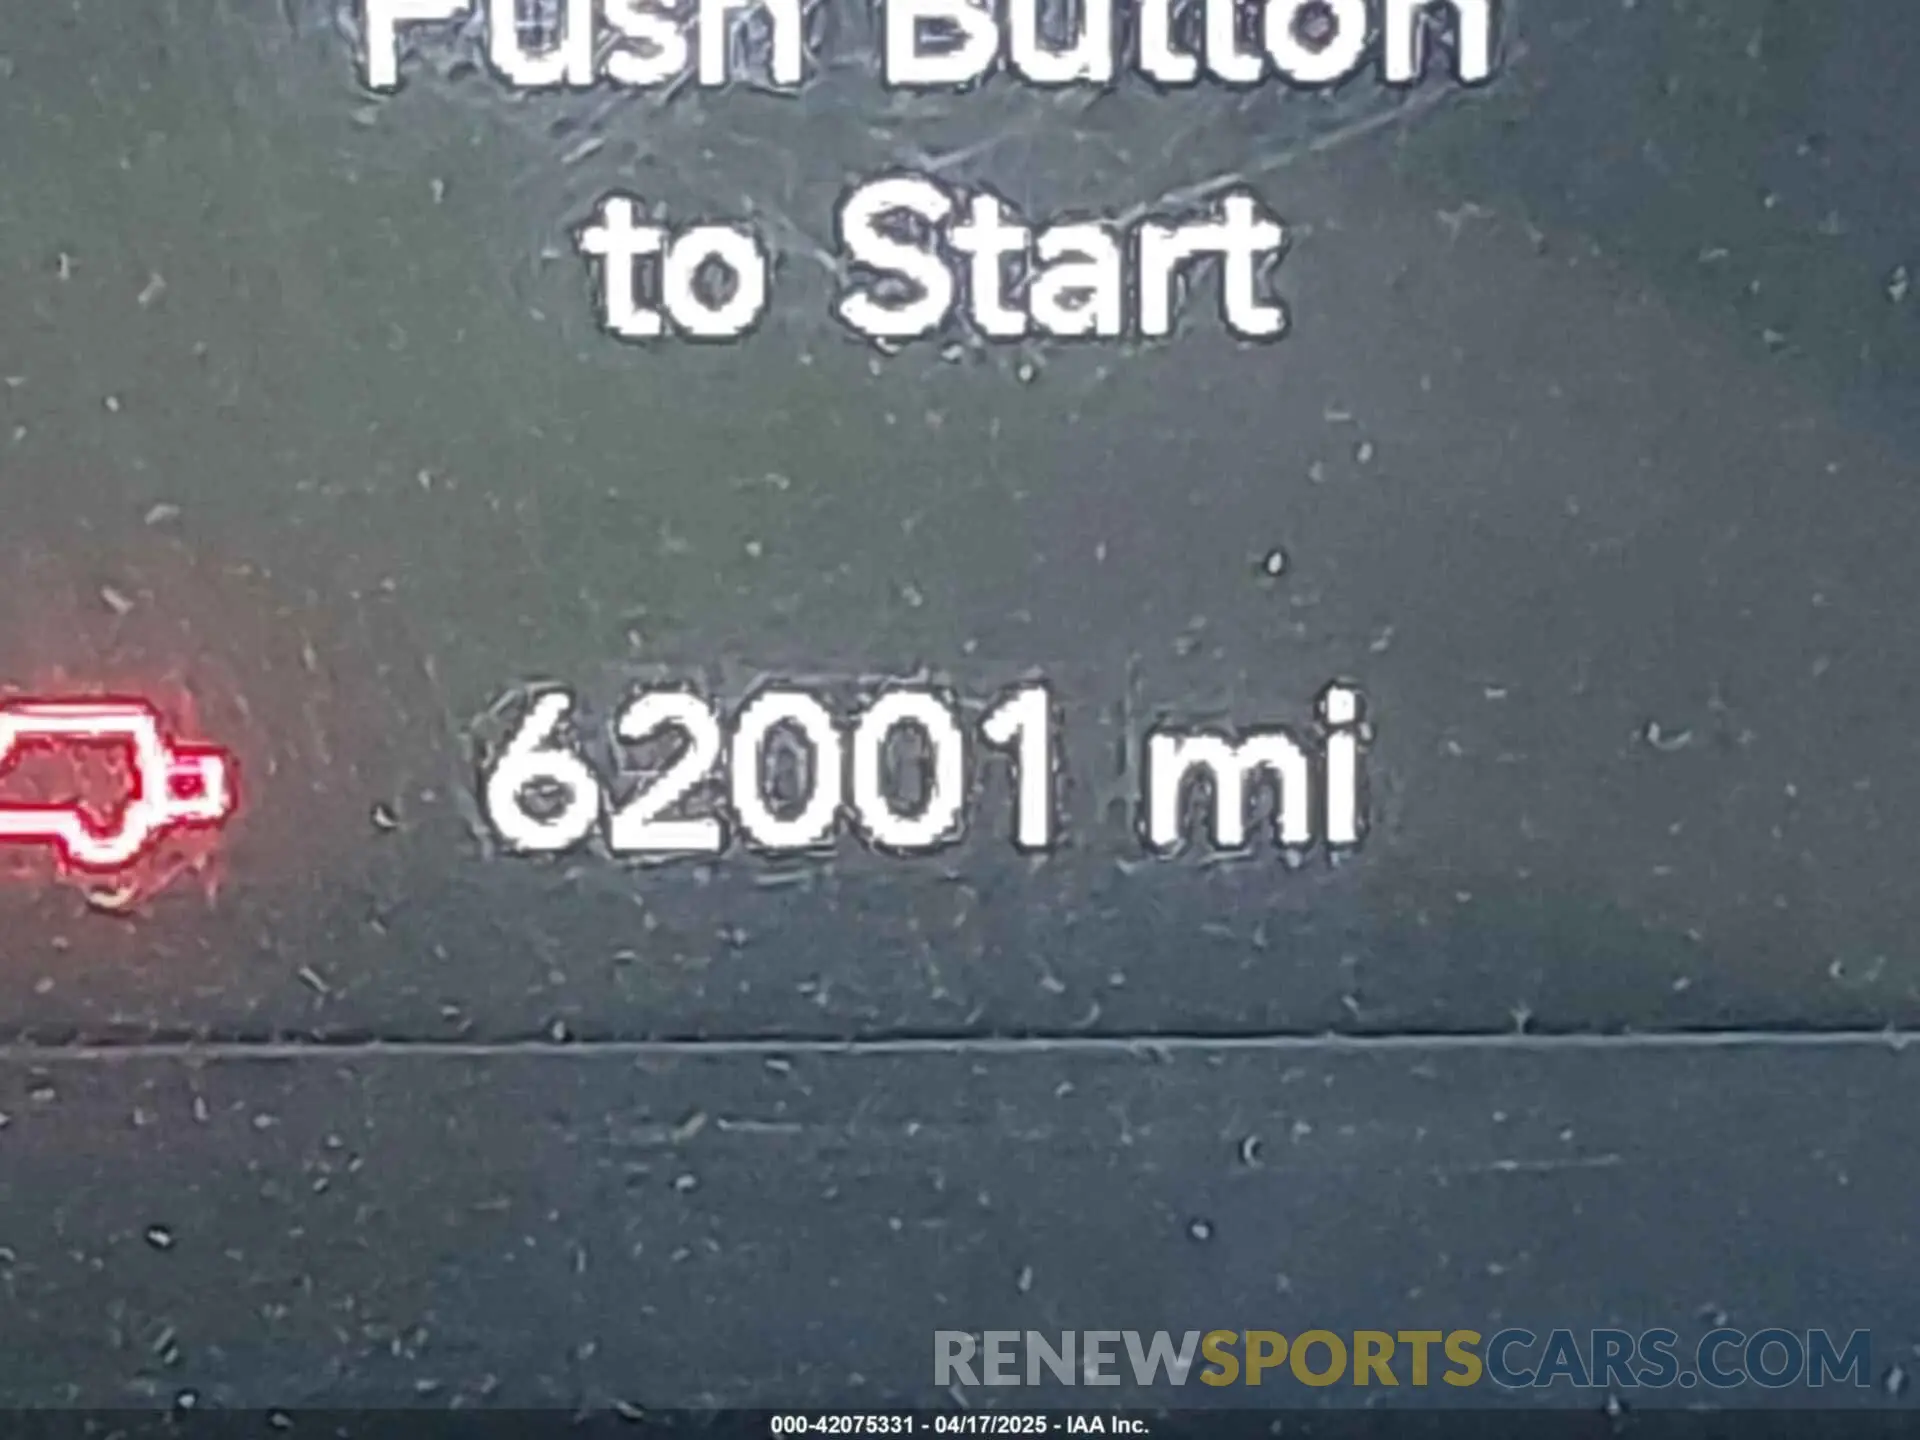 Push Button
to Start
62001 mi
RENEWSPORTSCARS.COM
000-42075331 - 04/17/2025 - IAA Inc.